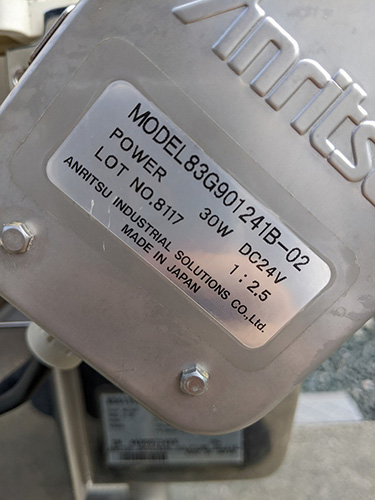 Anritsu
MODEL83G901241B-02
POWER 30W DC24V
LOT NO.8117 1:2.5
ANRITSU INDUSTRIAL SOLUTIONS CO.,Ltd.
MADE IN JAPAN